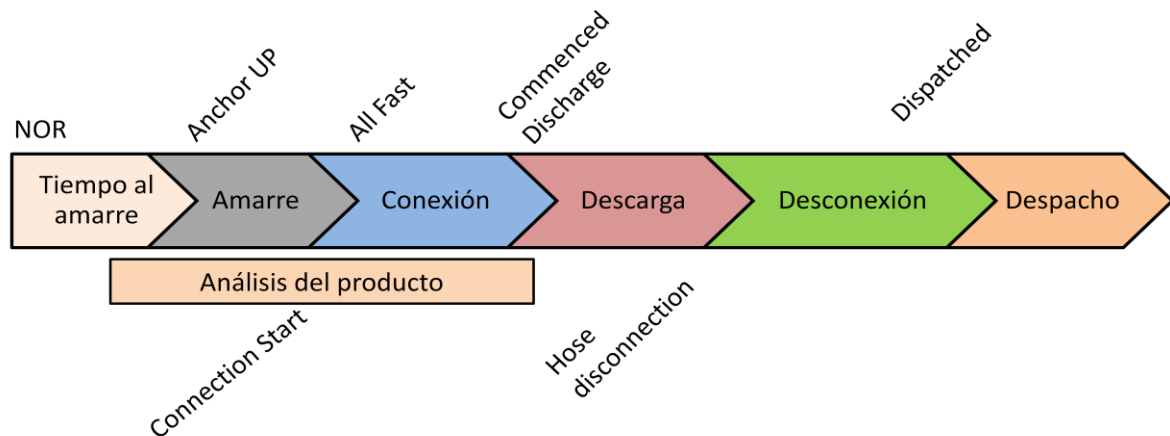 NOR
Anchor UP
All Fast
Commenced
Discharge
Dispatched
Tiempo al
amarre
Amarre
Conexión
Descarga
Desconexión
Despacho
Análisis del producto
Connection Start
Hose
disconnection